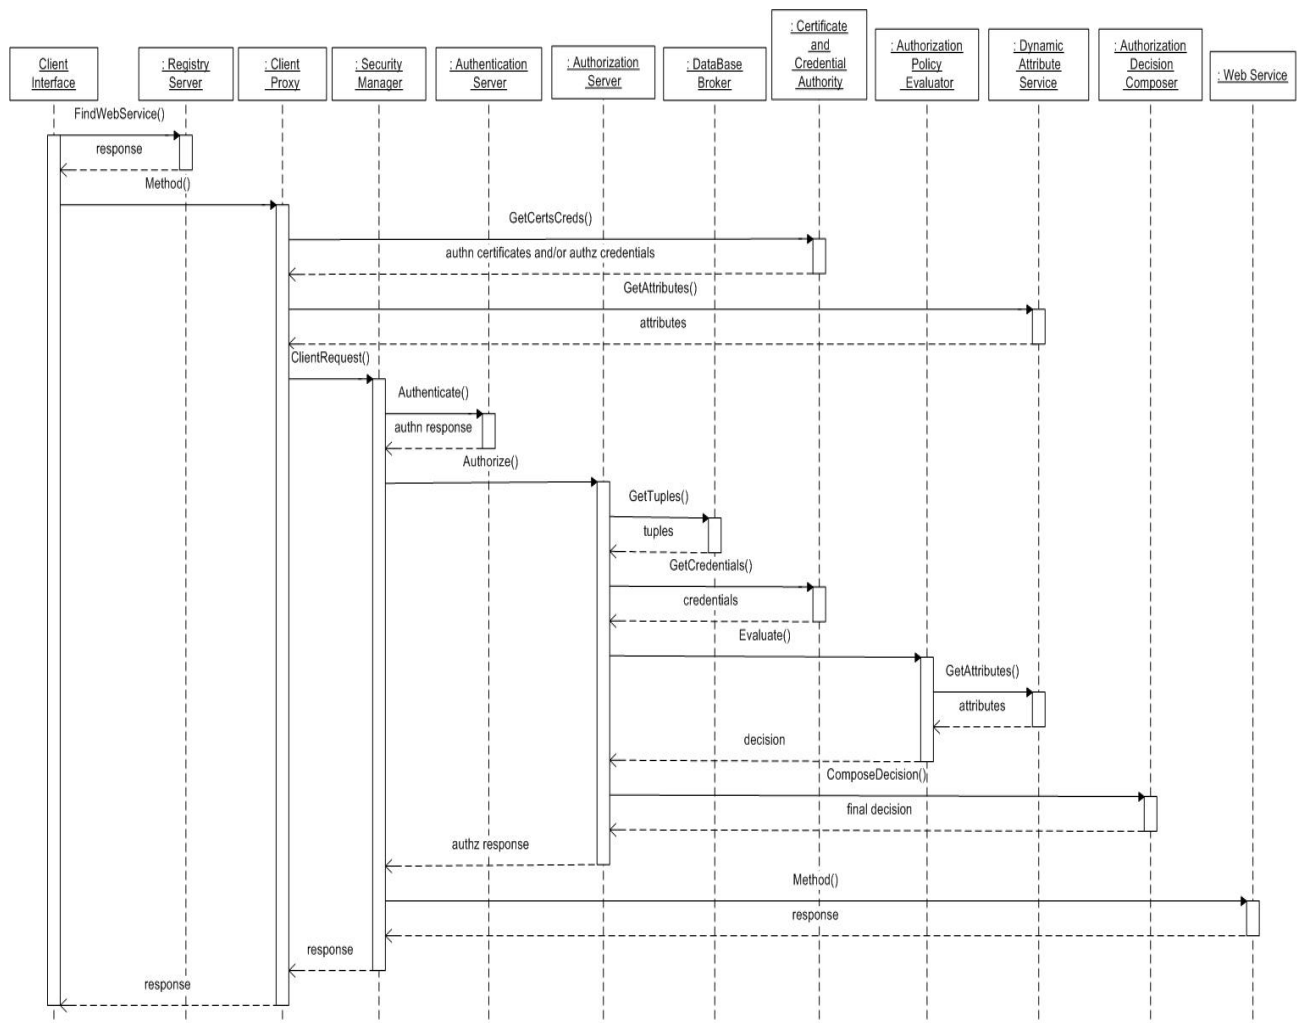 Client
Interface
: Registry
Server
: Client
Proxy
: Security
Manager
: Authentication
Server
: Authorization
Server
: DataBase
Broker
: Certificate
and
Credential
Authority
: Authorization
Policy
Evaluator
: Dynamic
Attribute
Service
: Authorization
Decision
Composer
: Web Service
FindWebService()
response
Method()
GetCertsCreds()
authn certificates and/or authz credentials
GetAttributes()
attributes
ClientRequest()
Authenticate()
authn response
Authorize()
GetTuples()
tuples
GetCredentials()
credentials
Evaluate()
GetAttributes()
attributes
decision
ComposeDecision()
final decision
authz response
Method()
response
response
response